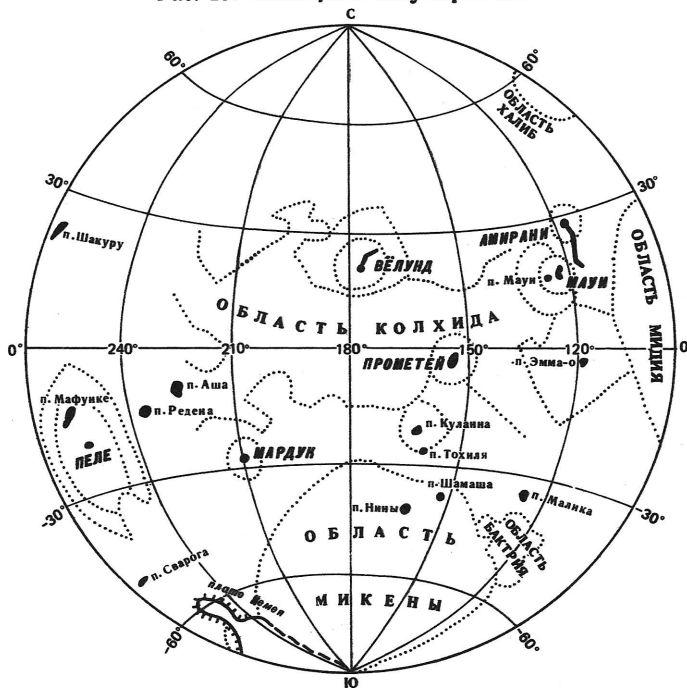 С
60°
60°
ОБЛАСТЬ
ХАЛИБ
30°
30°
п.Шакуру
АМИРАНИ
ВЁЛУНД
п. Мауи
МАУИ
ОБЛАСТЬ МИДИЯ
ОБЛАСТЬ КОЛХИДА
0°
240°
210°
180°
150°
120°
0
ПРОМЕТЕЙ
п. Эмма-о
п. Аша
п. Мафуике
п. Редена
п. Куланна
ПЕЛЕ
МАРДУК
п. Тохиля
п. Шамаша
п. Нины
п. Малика
-30°
-30°
ОБЛАСТЬ
ОБЛАСТЬ
БАКТРИЯ
п. Сварога
плато Немея
МИКЕНЫ
-60°
-60°
Ю